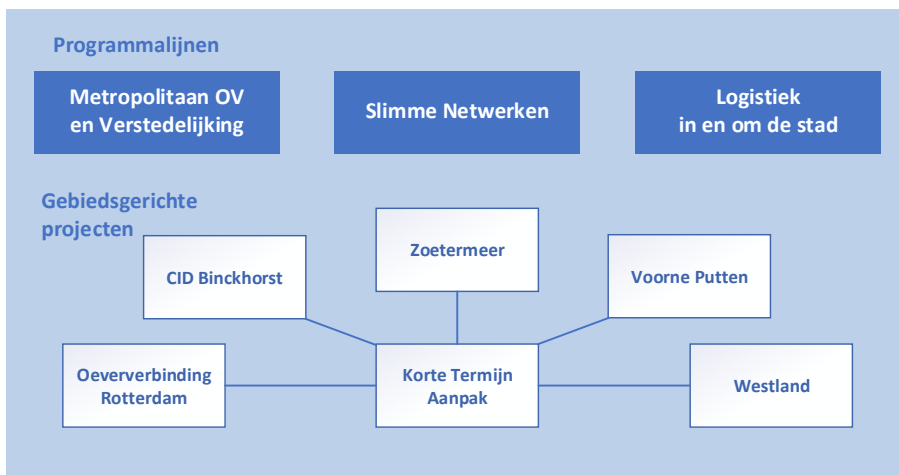 Programmalijnen
Metropolitaan OV
en Verstedelijking
Slimme Netwerken
Logistiek
in en om de stad
Gebiedsgerichte
projecten
Zoetermeer
CID Binckhorst
Voorne Putten
Oeververbinding
Rotterdam
Korte Termijn
Aanpak
Westland